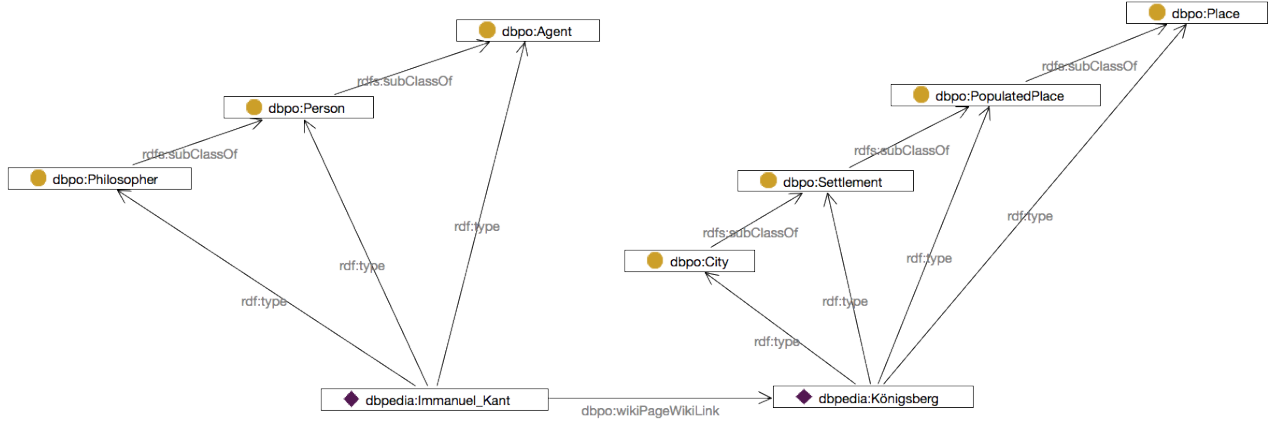 dbpo:Place
dbpo:Agent
rdfs:subClassOf
rdfs:subClassOf
dbpo:Person
dbpo:PopulatedPlace
rdfs:subClassOf
rdfs:subClassOf
dbpo:Philosopher
dbpo:Settlement
rdf:type
rdf:type
rdfs:subClassOf
dbpo:City
rdf:type
rdf:type
rdf:type
rdf:type
rdf:type
dbpedia:Immanuel_Kant
dbpedia:Königsberg
dbpo:wikiPageWikiLink